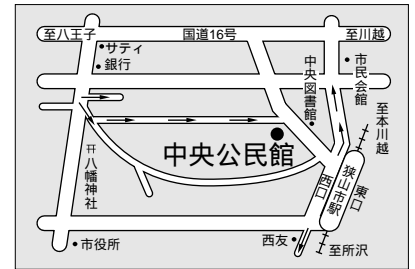 至八王子
国道16号
至川越
サティ
銀行
中央図書館
市民会館
至本川越
中央公民館
八幡神社
西口
狭山市駅
東口
市役所
西友
至所沢